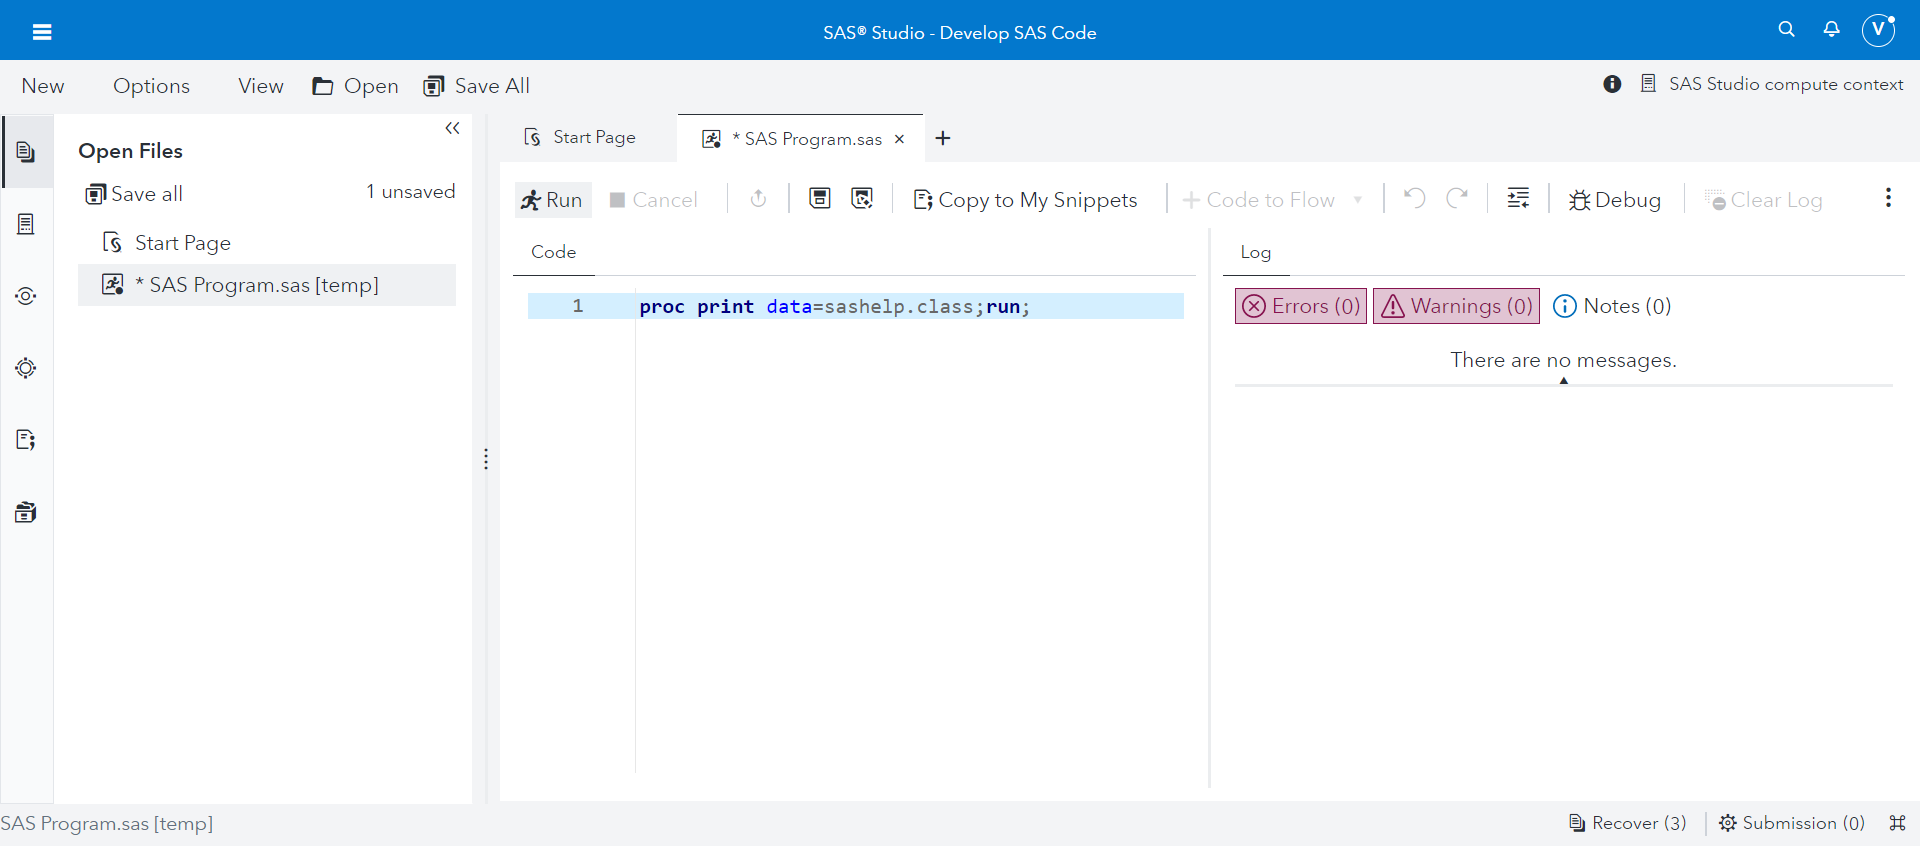 SAS® Studio - Develop SAS Code
V
New Options View Open Save All
SAS Studio compute context
Open Files
Save all
1 unsaved
Start Page
* SAS Program.sas [temp]
Start Page
* SAS Program.sas
Run Cancel Copy to My Snippets Code to Flow Debug Clear Log
Code
1 proc print data=sashelp.class;run;
Log
Errors (0) Warnings (0) Notes (0)
There are no messages.
SAS Program.sas [temp]
Recover (3) Submission (0)